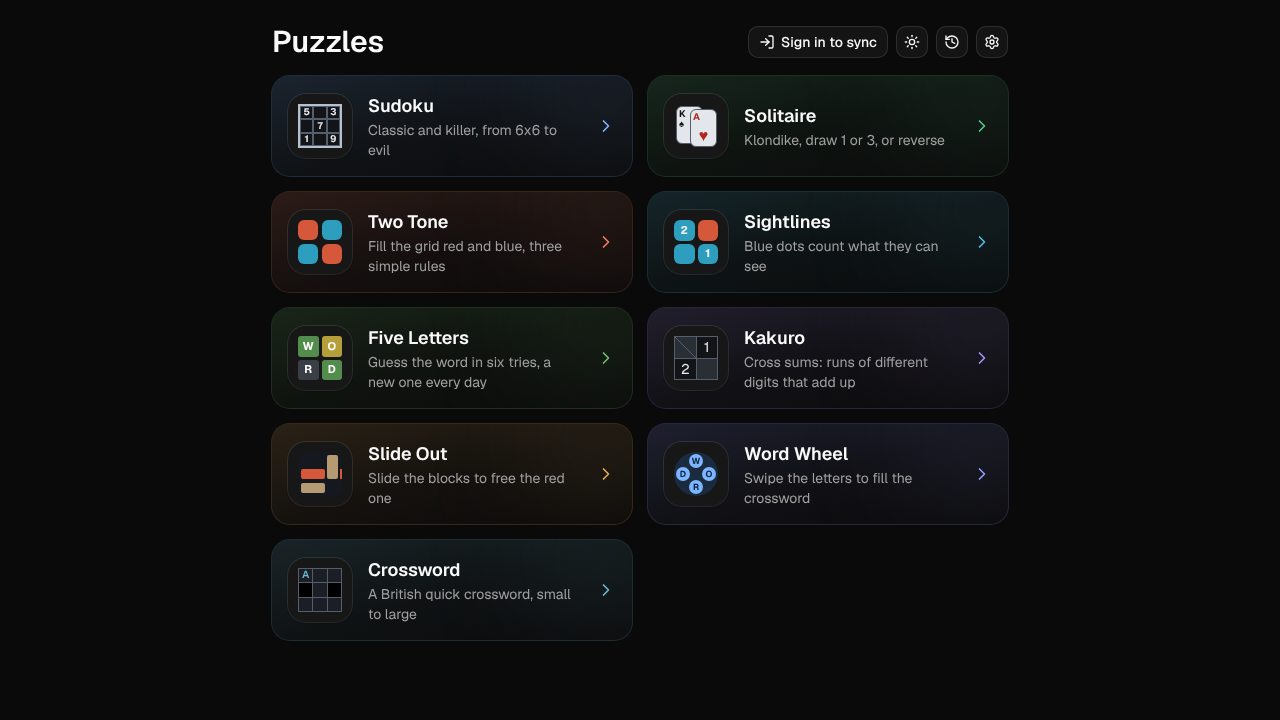 Puzzles
Sign in to sync
5 3
7
1 9
Sudoku
Classic and killer, from 6x6 to
evil
K
A
Solitaire
Klondike, draw 1 or 3, or reverse
Two Tone
Fill the grid red and blue, three
simple rules
2
1
Sightlines
Blue dots count what they can
see
W O
R D
Five Letters
Guess the word in six tries, a
new one every day
1
2
Kakuro
Cross sums: runs of different
digits that add up
Slide Out
Slide the blocks to free the red
one
W
D O
R
Word Wheel
Swipe the letters to fill the
crossword
A
Crossword
A British quick crossword, small
to large